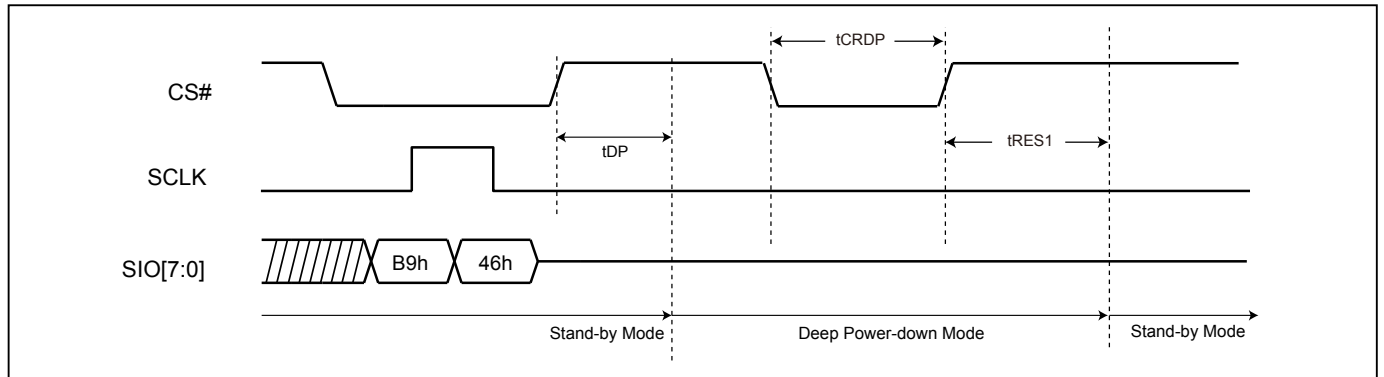 tCRDP
CS#
tDP
tRES1
SCLK
SIO[7:0]
B9h
46h
Stand-by Mode
Deep Power-down Mode
Stand-by Mode